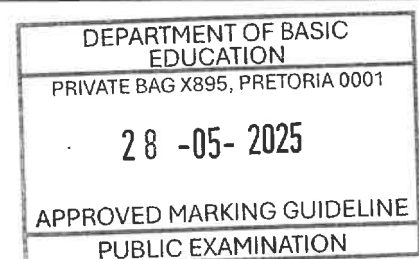 DEPARTMENT OF BASIC
EDUCATION
PRIVATE BAG X895, PRETORIA 0001
28 -05- 2025
APPROVED MARKING GUIDELINE
PUBLIC EXAMINATION